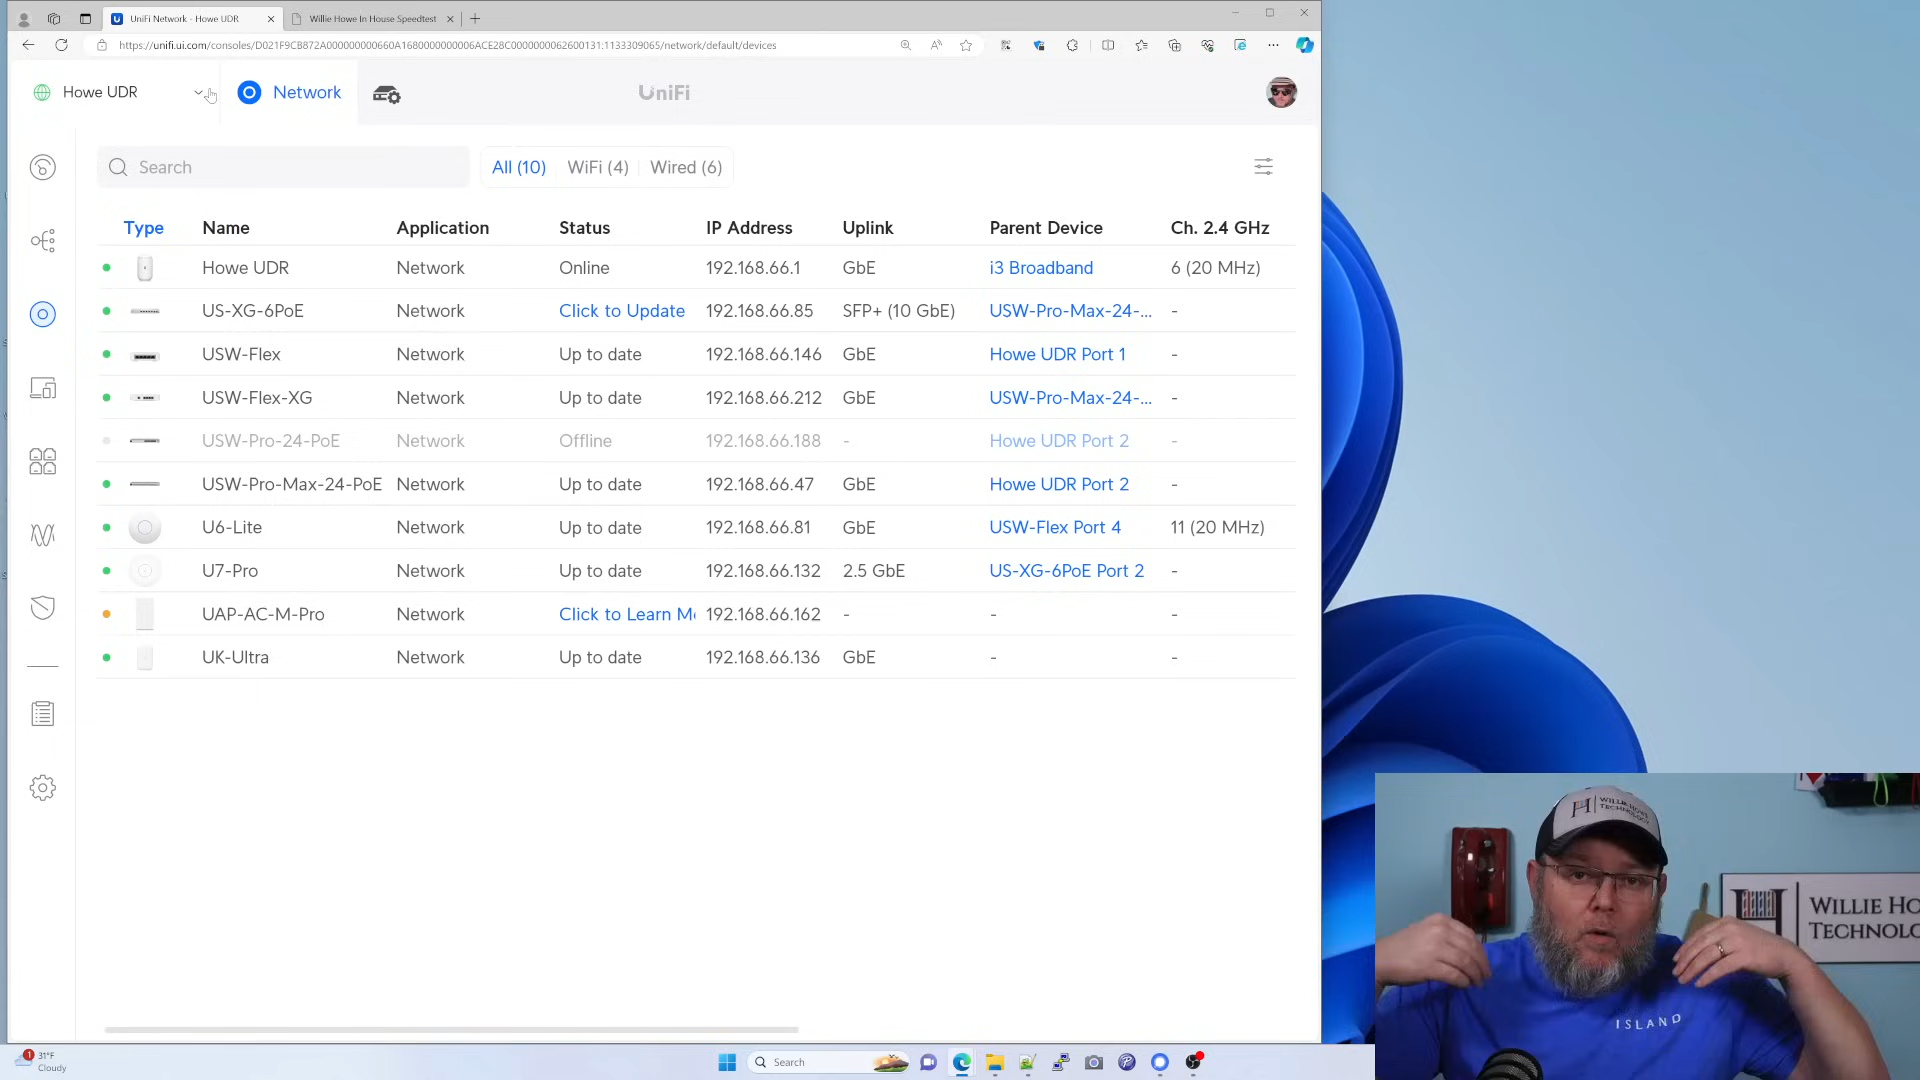 UniFi Network - Howe UDR
Willie Howe In House Speedtest
https://unifi.ui.com/consoles/D021F9CB872A000000000660A1680000000006ACE28C0000000062600131:1133309065/network/default/devices
Howe UDR
Network
UniFi
Search
All (10)
WiFi (4)
Wired (6)
Type Name Application Status IP Address Uplink Parent Device Ch. 2.4 GHz
Howe UDR Network Online 192.168.66.1 GbE i3 Broadband 6 (20 MHz)
US-XG-6PoE Network Click to Update 192.168.66.85 SFP+ (10 GbE) USW-Pro-Max-24-... -
USW-Flex Network Up to date 192.168.66.146 GbE Howe UDR Port 1 -
USW-Flex-XG Network Up to date 192.168.66.212 GbE USW-Pro-Max-24-... -
USW-Pro-24-PoE Network Offline 192.168.66.188 - Howe UDR Port 2 -
USW-Pro-Max-24-PoE Network Up to date 192.168.66.47 GbE Howe UDR Port 2 -
U6-Lite Network Up to date 192.168.66.81 GbE USW-Flex Port 4 11 (20 MHz)
U7-Pro Network Up to date 192.168.66.132 2.5 GbE US-XG-6PoE Port 2 -
UAP-AC-M-Pro Network Click to Learn M 192.168.66.162 - - -
UK-Ultra Network Up to date 192.168.66.136 GbE - -
H WILLIE HOWE
TECHNOLOGY
WILLIE HO
TECHNOLO
ISLAND
1
31°F
Cloudy
Search